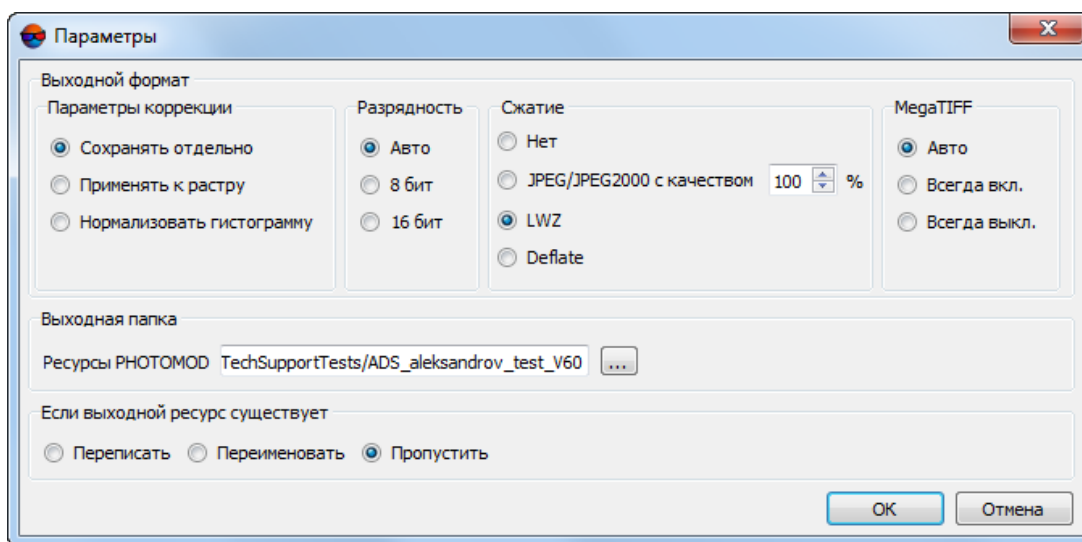 Параметры
Выходной формат
Параметры коррекции
Сохранять отдельно
Применять к растру
Нормализовать гистограмму
Разрядность
Авто
8 бит
16 бит
Сжатие
Нет
JPEG/JPEG2000 с качеством 100 %
LWZ
Deflate
MegaTIFF
Авто
Всегда вкл.
Всегда выкл.
Выходная папка
Ресурсы PHOTOMOD TechSupportTests/ADS_aleksandrov_test_V60 ...
Если выходной ресурс существует
Переписать Переименовать Пропустить
OK Отмена